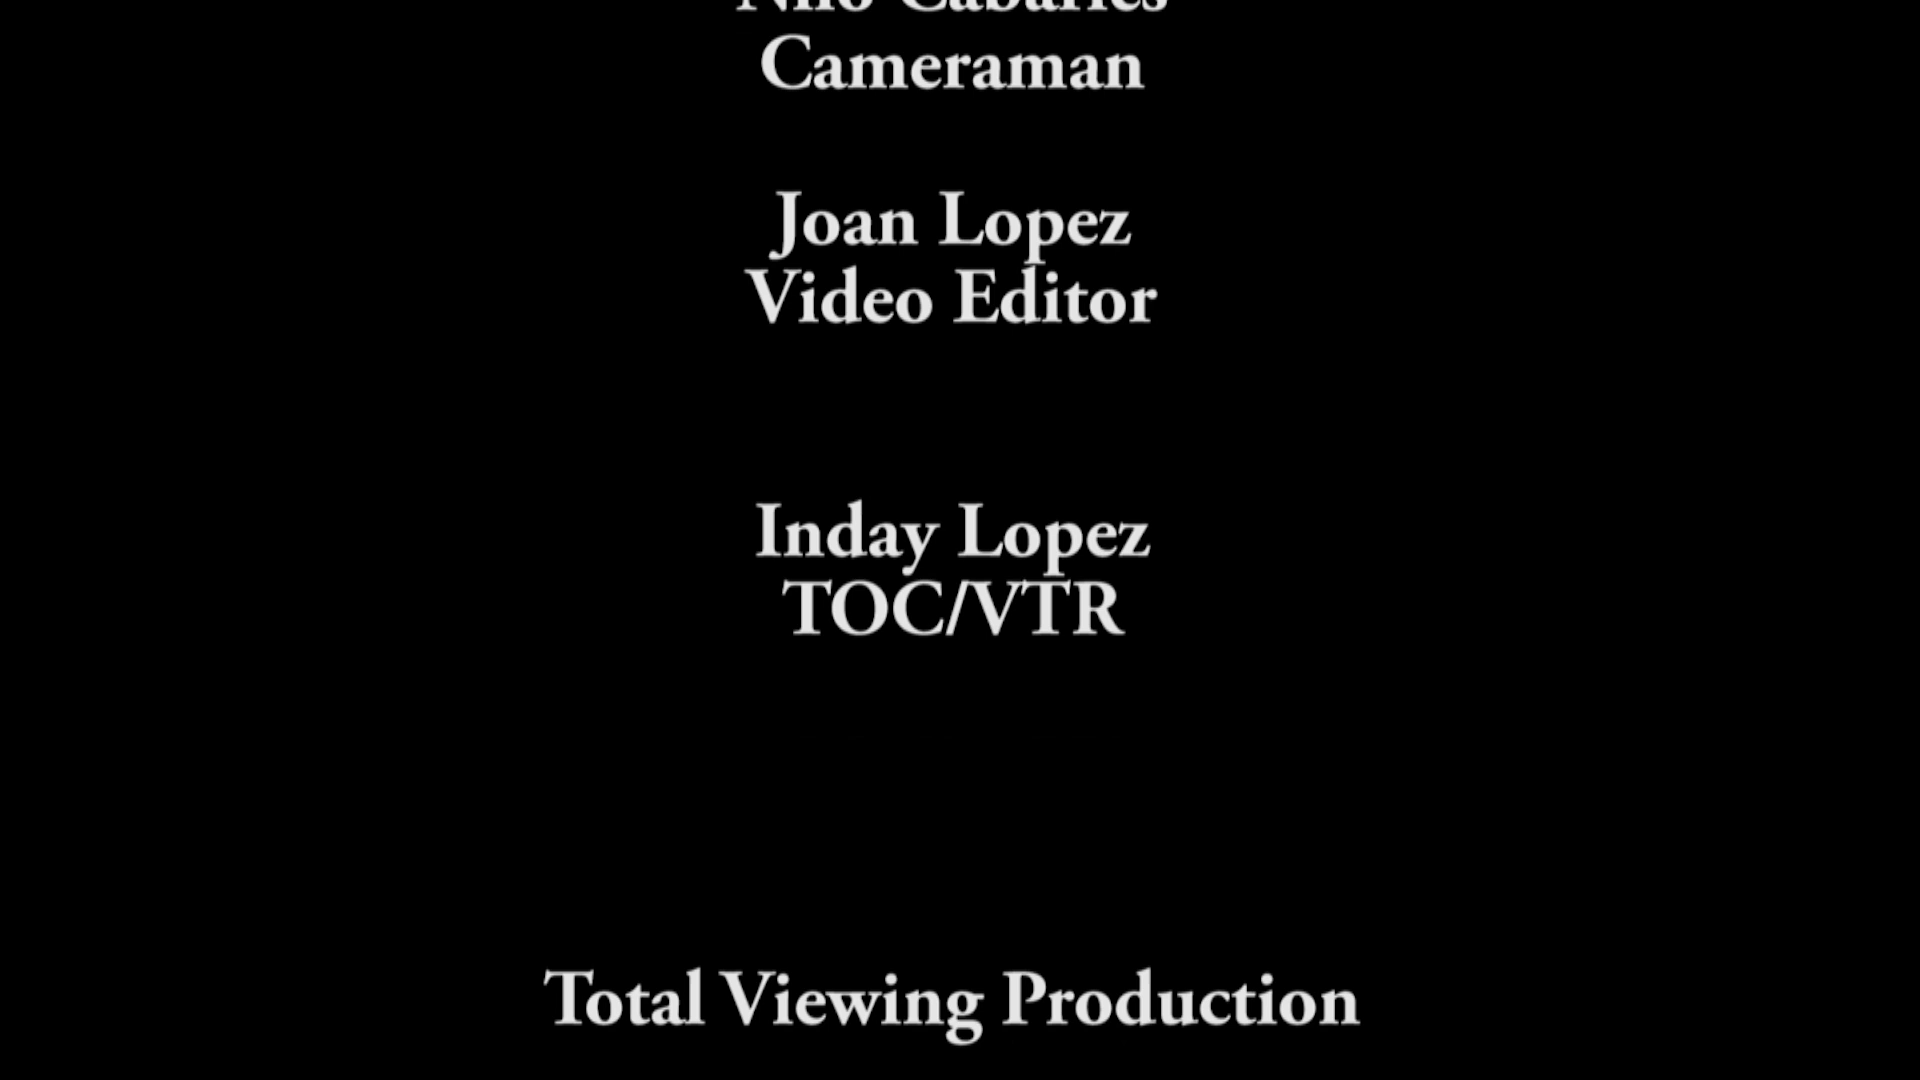 Cameraman
Joan Lopez
Video Editor
Inday Lopez
TOC/VTR
Total Viewing Production